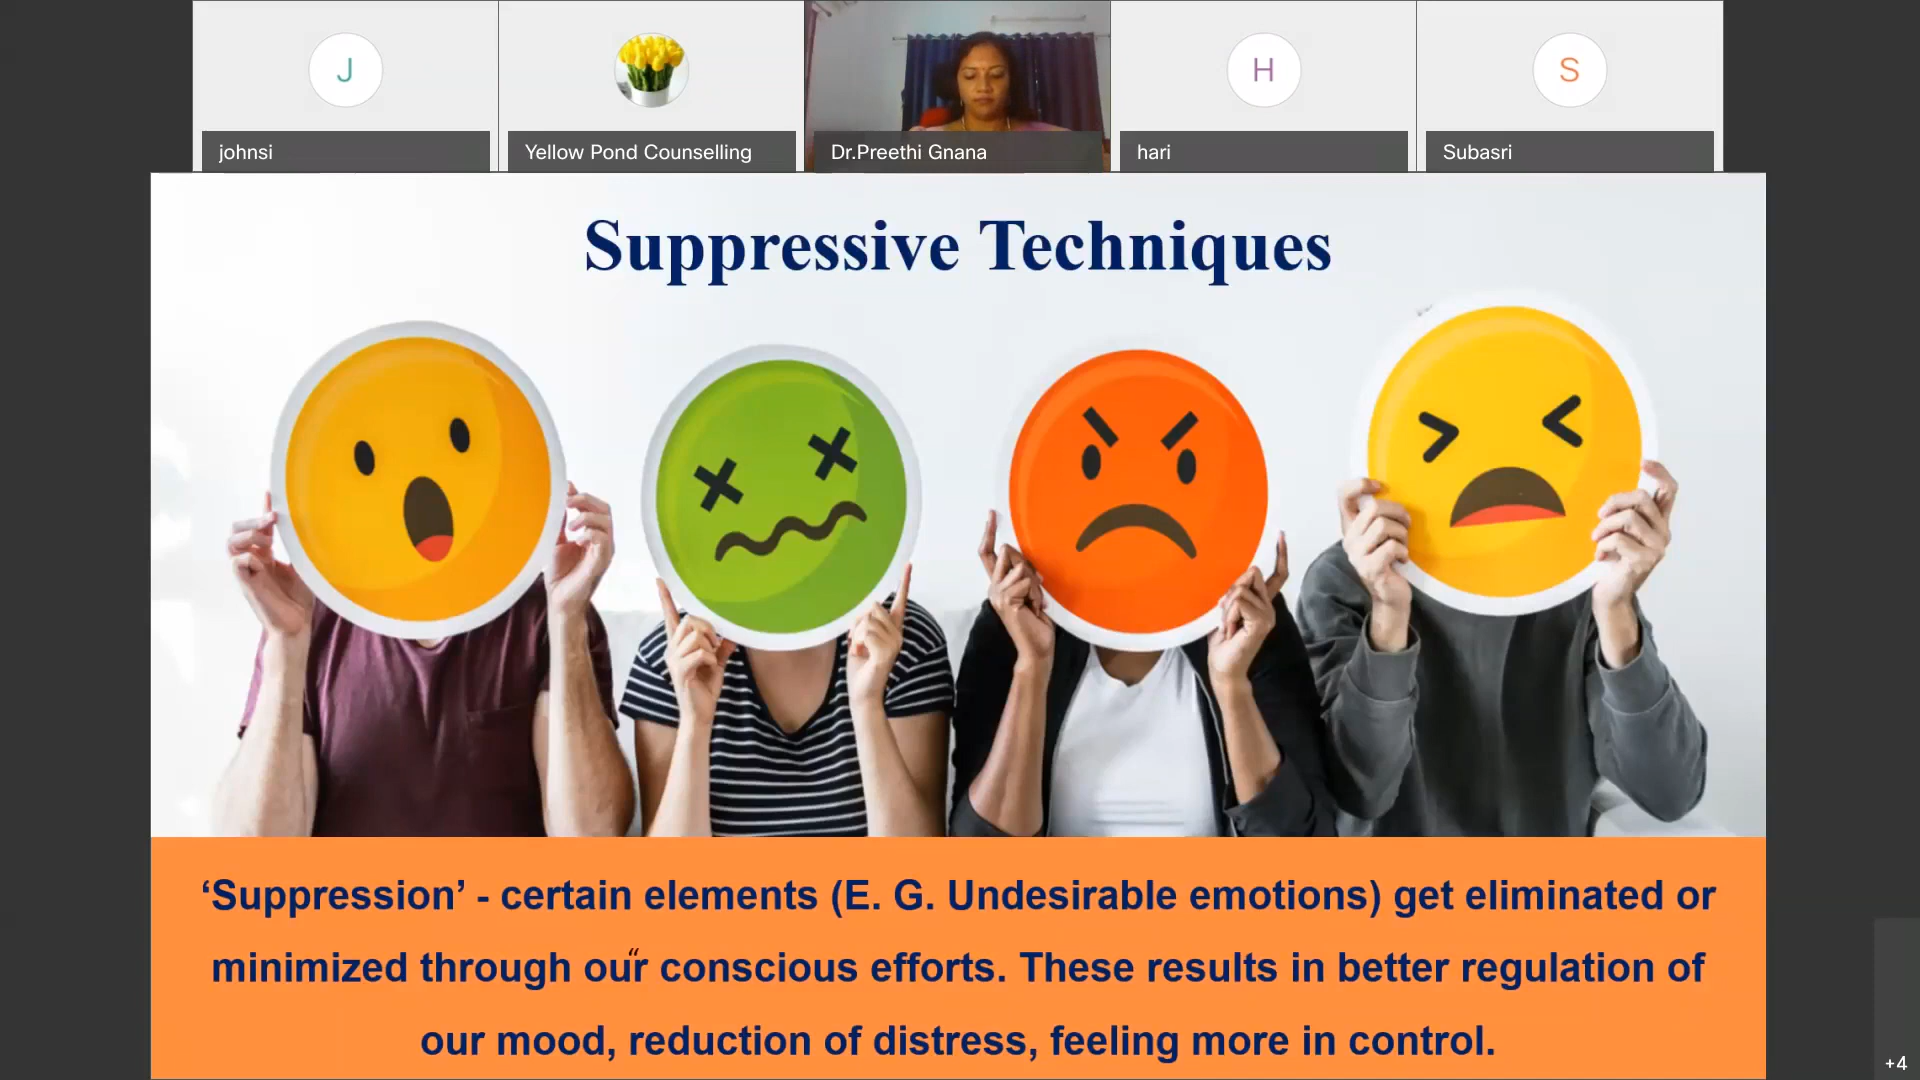 J
H
S
johnsi
Yellow Pond Counselling
Dr.Preethi Gnana
hari
Subasri
Suppressive Techniques
‘Suppression’ - certain elements (E. G. Undesirable emotions) get eliminated or
minimized through our conscious efforts. These results in better regulation of
our mood, reduction of distress, feeling more in control.
“
+4